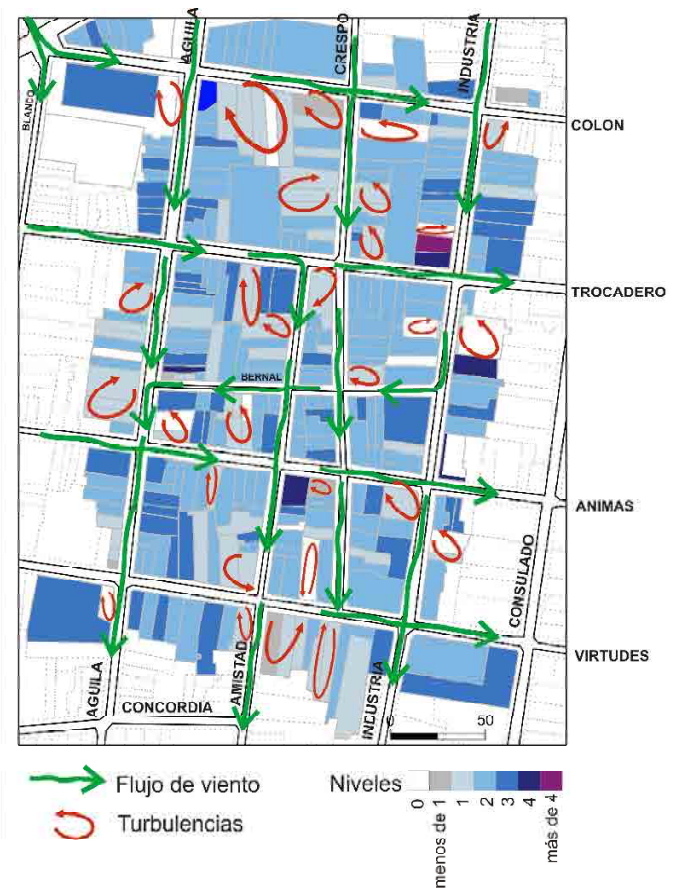 AGUILA
CRESPO
INDUSTRIA
BLANCO
COLON
TROCADERO
BERNAL
ANIMAS
CONSULADO
VIRTUDES
AGUILA
CONCORDIA
AMISTAD
INDUSTRIA
0 50
Flujo de viento
Turbulencias
Niveles
0
menos de 1
1
2
3
4
más de 4